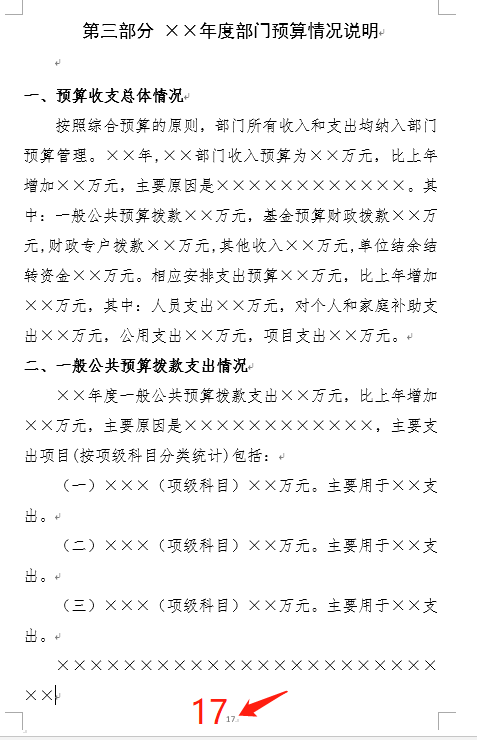 第三部分 ××年度部门预算情况说明
一、预算收支总体情况
按照综合预算的原则，部门所有收入和支出均纳入部门
预算管理。××年,××部门收入预算为××万元，比上年
增加××万元，主要原因是××××××××××××。其
中：一般公共预算拨款××万元，基金预算财政拨款××万
元,财政专户拨款××万元,其他收入××万元,单位结余结
转资金××万元。相应安排支出预算××万元，比上年增加
××万元，其中：人员支出××万元，对个人和家庭补助支
出××万元，公用支出××万元，项目支出××万元。
二、一般公共预算拨款支出情况
××年度一般公共预算拨款支出××万元，比上年增加
××万元，主要原因是××××××××××××，主要支
出项目(按项级科目分类统计)包括：
（一）×××（项级科目）××万元。主要用于××支
出。
（二）×××（项级科目）××万元。主要用于××支
出。
（三）×××（项级科目）××万元。主要用于××支
出。
×××××××××××××××××××××××
××
17
17